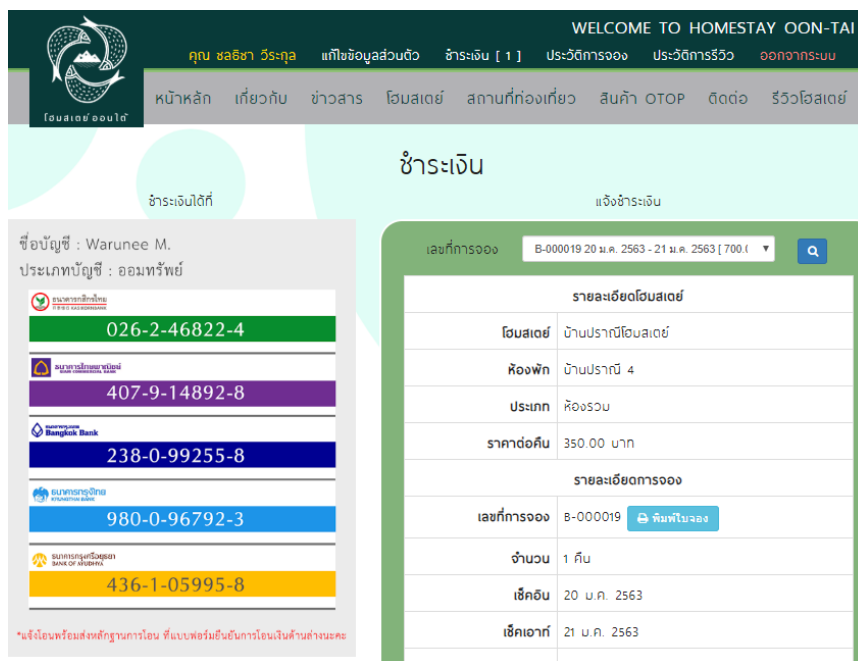 WELCOME TO HOMESTAY OON-TAI
คุณ ชลธิชา วีระกุล แก้ไขข้อมูลส่วนตัว ชำระเงิน [ 1 ] ประวัติการจอง ประวัติการรีวิว ออกจากระบบ
หน้าหลัก เกี่ยวกับ ข่าวสาร โฮมสเตย์ สถานที่ท่องเที่ยว สินค้า OTOP ติดต่อ รีวิวโฮสเตย์
โฮมสเตย์ออนใต้
ชำระเงิน
ชำระเงินได้ที่
ชื่อบัญชี : Warunee M.
ประเภทบัญชี : ออมทรัพย์
ธนาคารกสิกรไทย
026-2-46822-4
ธนาคารไทยพาณิชย์
SIAM COMMERCIAL BANK
407-9-14892-8
Bangkok Bank
238-0-99255-8
ธนาคารกรุงไทย
KRUNGTHAI BANK
980-0-96792-3
ธนาคารกรุงศรีอยุธยา
BANK OF AYUDHYA
436-1-05995-8
*แจ้งโอนพร้อมส่งหลักฐานการโอน ที่แบบฟอร์มยืนยันการโอนเงินด้านล่างนะคะ
แจ้งชำระเงิน
เลขที่การจอง B-000019 20 ม.ค. 2563 - 21 ม.ค. 2563 [ 700.(
รายละเอียดโฮมสเตย์
โฮมสเตย์ บ้านปราณีโฮมสเตย์
ห้องพัก บ้านปราณี 4
ประเภท ห้องรวม
ราคาต่อคืน 350.00 บาท
รายละเอียดการจอง
เลขที่การจอง B-000019 พิมพ์ใบจอง
จำนวน 1 คืน
เช็คอิน 20 ม.ค. 2563
เช็คเอาท์ 21 ม.ค. 2563